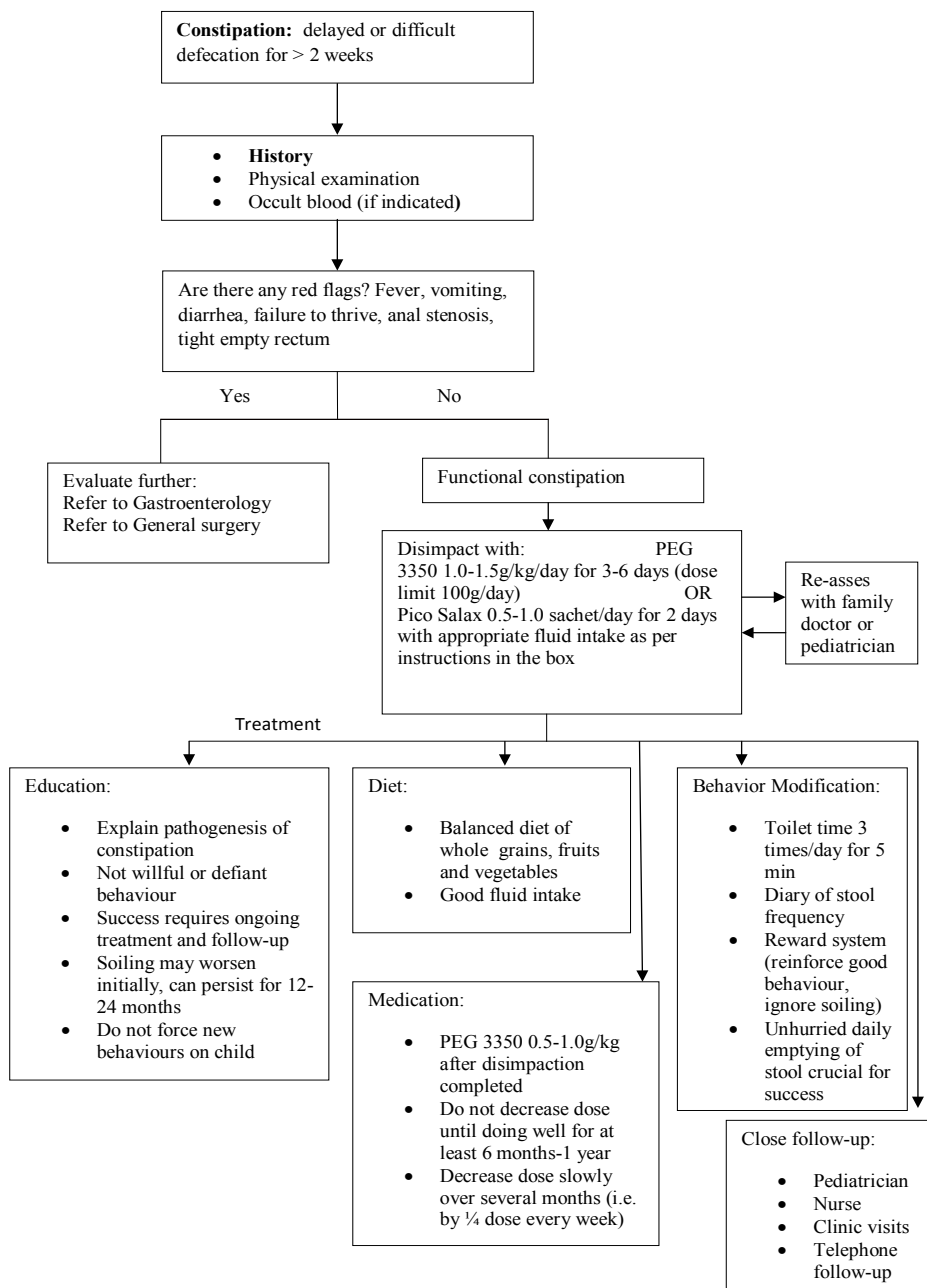 Constipation: delayed or difficult
defecation for > 2 weeks
• History
• Physical examination
• Occult blood (if indicated)
Are there any red flags? Fever, vomiting,
diarrhea, failure to thrive, anal stenosis,
tight empty rectum
Yes
No
Evaluate further:
Refer to Gastroenterology
Refer to General surgery
Functional constipation
Disimpact with: PEG
3350 1.0-1.5g/kg/day for 3-6 days (dose
limit 100g/day) OR
Pico Salax 0.5-1.0 sachet/day for 2 days
with appropriate fluid intake as per
instructions in the box
Re-asses
with family
doctor or
pediatrician
Treatment
Education:
• Explain pathogenesis of
constipation
• Not willful or defiant
behaviour
• Success requires ongoing
treatment and follow-up
• Soiling may worsen
initially, can persist for 12-
24 months
• Do not force new
behaviours on child
Diet:
• Balanced diet of
whole grains, fruits
and vegetables
• Good fluid intake
Medication:
• PEG 3350 0.5-1.0g/kg
after disimpaction
completed
• Do not decrease dose
until doing well for at
least 6 months-1 year
• Decrease dose slowly
over several months (i.e.
by ¼ dose every week)
Behavior Modification:
• Toilet time 3
times/day for 5
min
• Diary of stool
frequency
• Reward system
(reinforce good
behaviour,
ignore soiling)
• Unhurried daily
emptying of
stool crucial for
success
Close follow-up:
• Pediatrician
• Nurse
• Clinic visits
• Telephone
follow-up